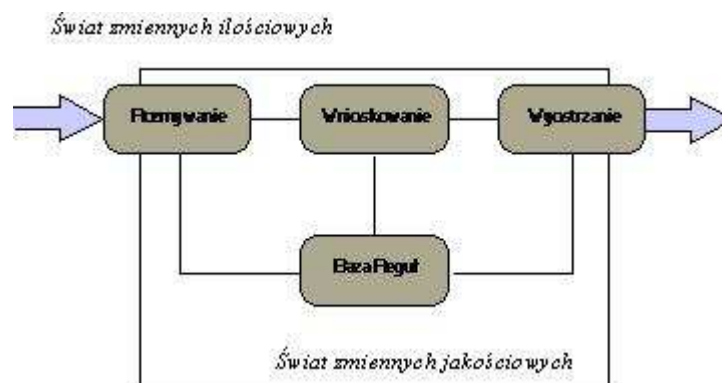 Świat zmiennych ilościowych
Rozmywanie
Wnioskowanie
Wyostrzanie
Baza Reguł
Świat zmiennych jakościowych